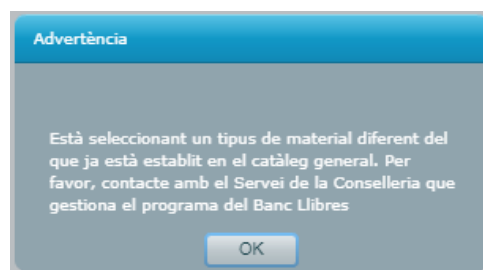 Advertència
Està seleccionant un tipus de material diferent del
que ja està establit en el catàleg general. Per
favor, contacte amb el Servei de la Conselleria que
gestiona el programa del Banc Llibres
OK